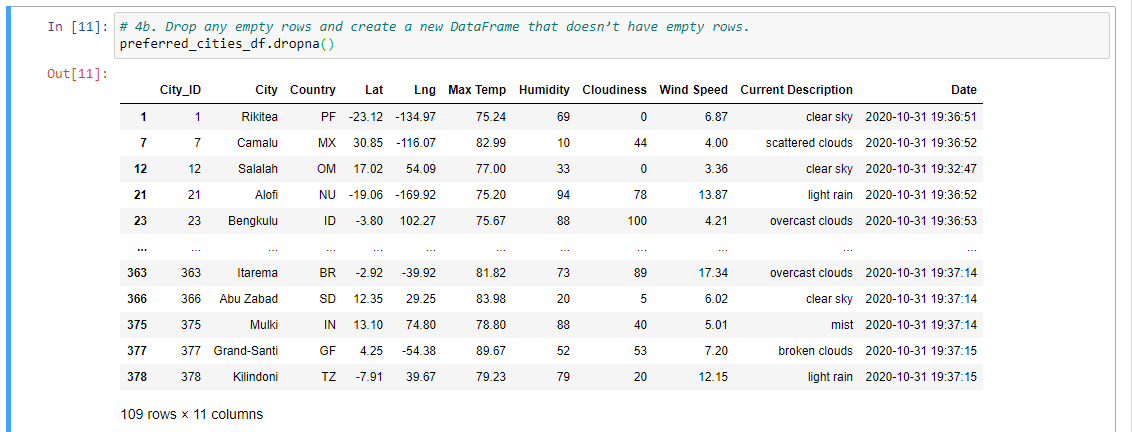 In [11]: # 4b. Drop any empty rows and create a new DataFrame that doesn’t have empty rows.
preferred_cities_df.dropna()
Out[11]:
City_ID City Country Lat Lng Max Temp Humidity Cloudiness Wind Speed Current Description Date
1 1 Rikitea PF -23.12 -134.97 75.24 69 0 6.87 clear sky 2020-10-31 19:36:51
7 7 Camalu MX 30.85 -116.07 82.99 10 44 4.00 scattered clouds 2020-10-31 19:36:52
12 12 Salalah OM 17.02 54.09 77.00 33 0 3.36 clear sky 2020-10-31 19:32:47
21 21 Alofi NU -19.06 -169.92 75.20 94 78 13.87 light rain 2020-10-31 19:36:52
23 23 Bengkulu ID -3.80 102.27 75.67 88 100 4.21 overcast clouds 2020-10-31 19:36:53
... ... ... ... ... ... ... ... ... ... ... ...
363 363 Itarema BR -2.92 -39.92 81.82 73 89 17.34 overcast clouds 2020-10-31 19:37:14
366 366 Abu Zabad SD 12.35 29.25 83.98 20 5 6.02 clear sky 2020-10-31 19:37:14
375 375 Mulki IN 13.10 74.80 78.80 88 40 5.01 mist 2020-10-31 19:37:14
377 377 Grand-Santi GF 4.25 -54.38 89.67 52 53 7.20 broken clouds 2020-10-31 19:37:15
378 378 Kilindoni TZ -7.91 39.67 79.23 79 20 12.15 light rain 2020-10-31 19:37:15
109 rows × 11 columns